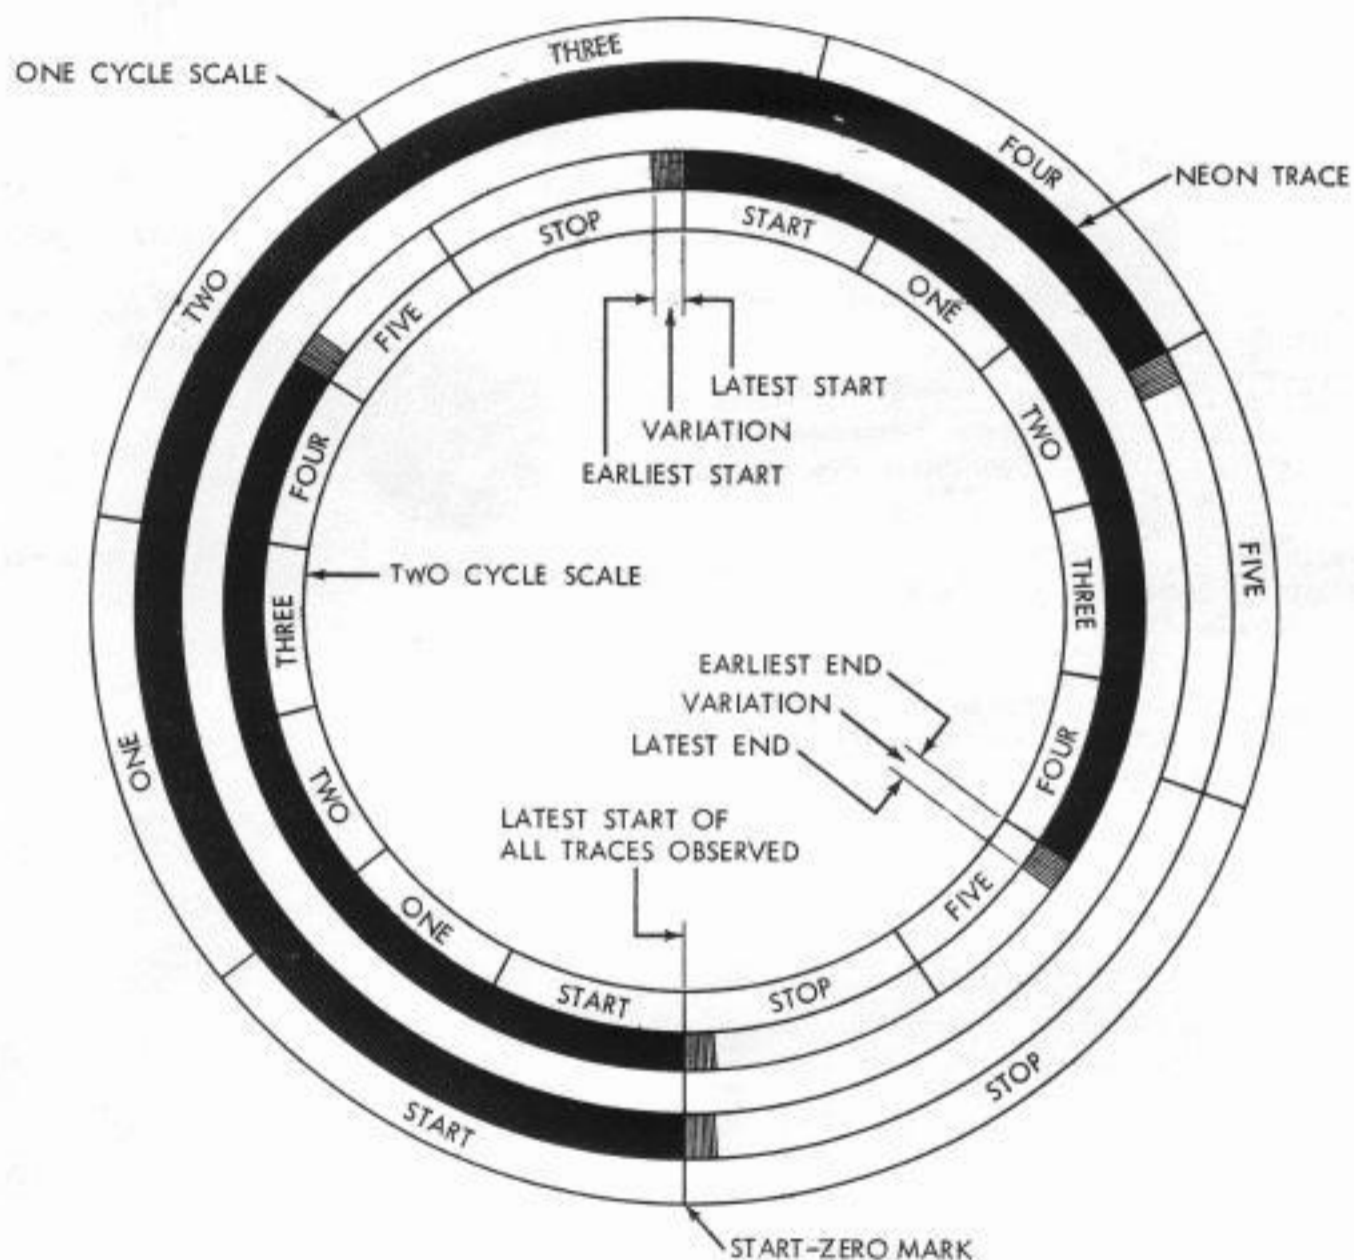 THREE
ONE CYCLE SCALE
FOUR
NEON TRACE
STOP
START
TWO
ONE
FIVE
LATEST START
VARIATION
EARLIEST START
TWO
FOUR
TWO CYCLE SCALE
THREE
THREE
FIVE
EARLIEST END
VARIATION
LATEST END
ONE
TWO
FOUR
LATEST START OF
ALL TRACES OBSERVED
FIVE
ONE
START
STOP
STOP
START
START-ZERO MARK